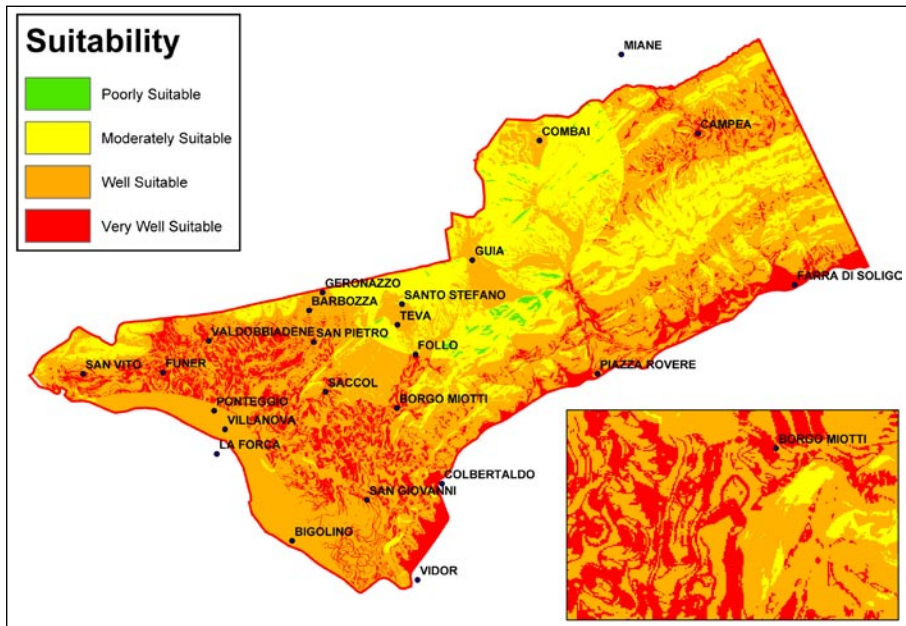 Suitability
Poorly Suitable
Moderately Suitable
Well Suitable
Very Well Suitable
MIANE
COMBAI
CAMPEA
GUIA
FARRA DI SOLIGO
GERONAZZO
SANTO STEFANO
BARBOZZA
TEVA
VALDOBBIADENE
SAN PIETRO
FOLLO
SAN VITO
FUNER
PIAZZA ROVERE
SACCOL
PONTEGGIO
BORGO MIOTTI
VILLANOVA
LA FORCA
COLBERTALDO
SAN GIOVANNI
BIGOLINO
VIDOR
BORGO MIOTTI